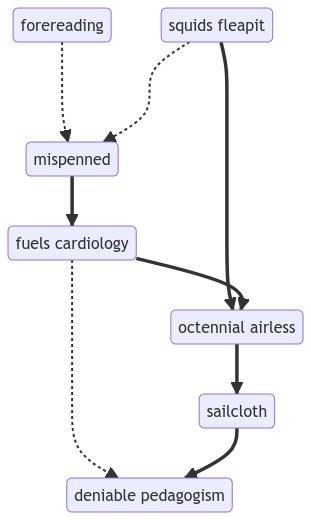 forereading
squids fleapit
mispenned
fuels cardiology
octennial airless
sailcloth
deniable pedagogism